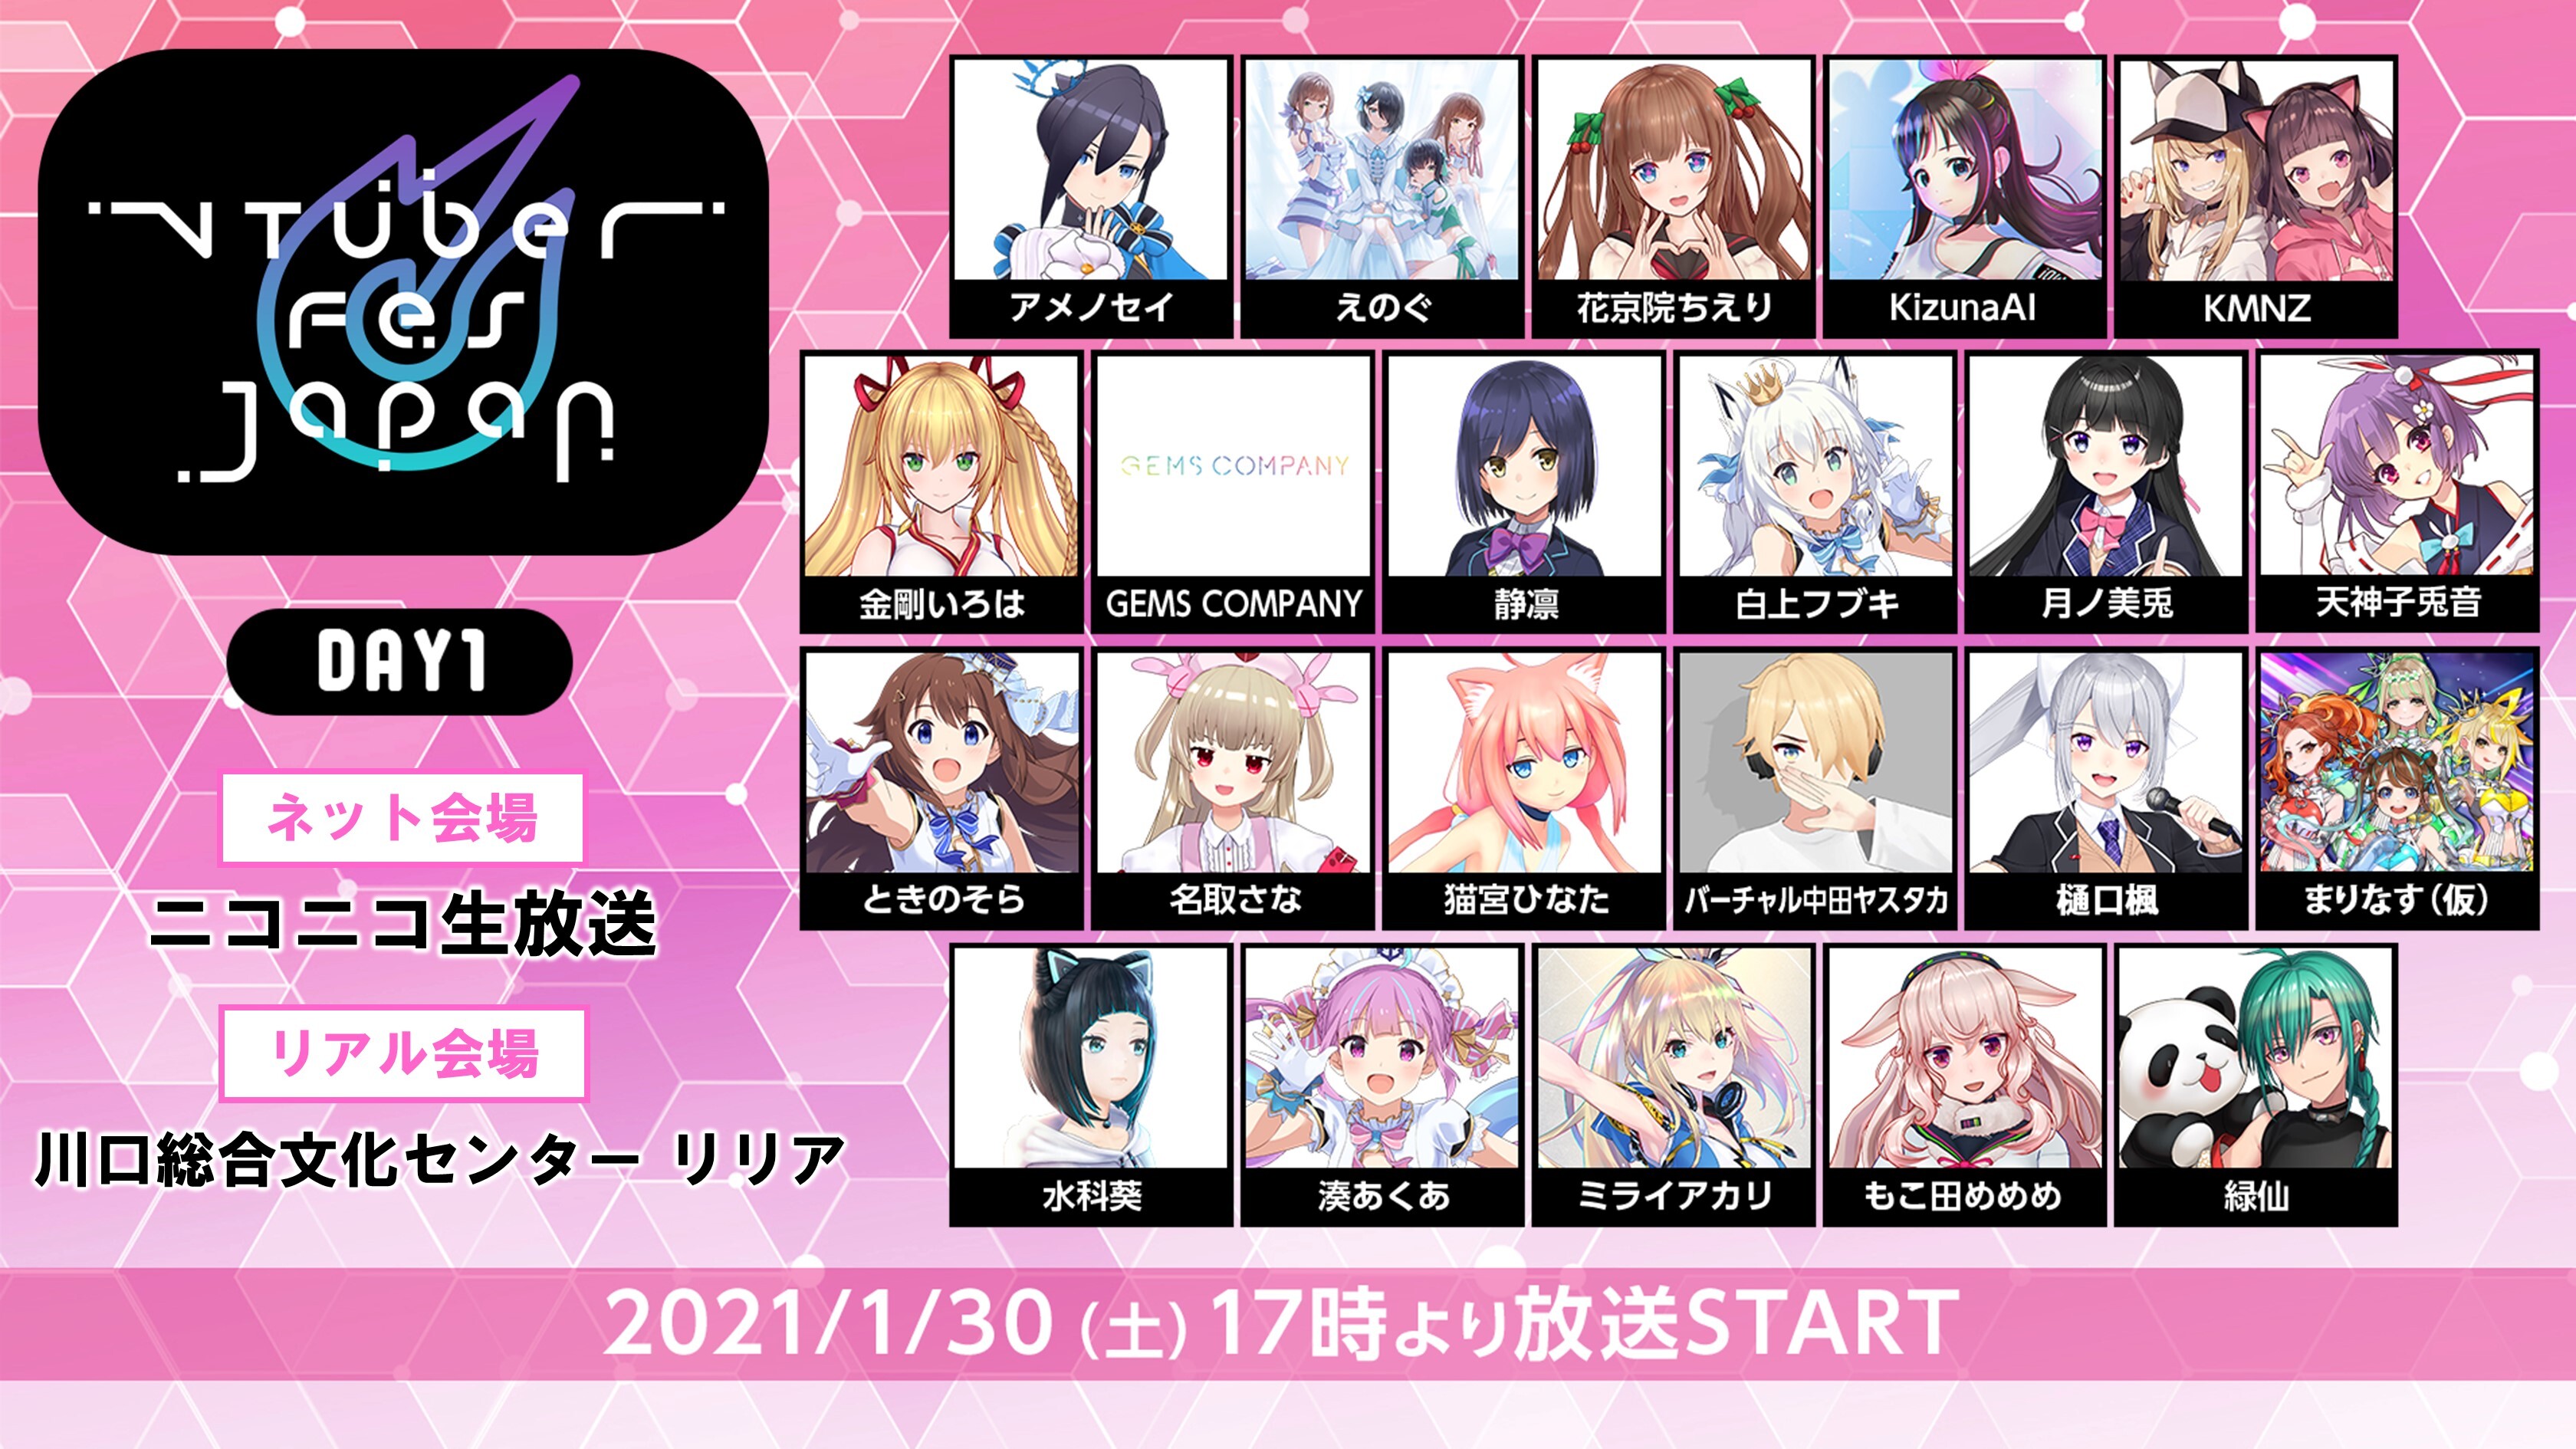 VTuber
Fes
Japan
DAY1
ネット会場
ニコニコ生放送
リアル会場
川口総合文化センター リリア
アメノセイ
えのぐ
花京院ちえり
KizunaAI
KMNZ
GEMS COMPANY
金剛いろは
GEMS COMPANY
静凛
白上フブキ
月ノ美兎
天神子兎音
ときのそら
名取さな
猫宮ひなた
バーチャル中田ヤスタカ
樋口楓
まりなす(仮)
水科葵
湊あくあ
ミライアカリ
もこ田めめめ
緑仙
2021/1/30(土)17時より放送START